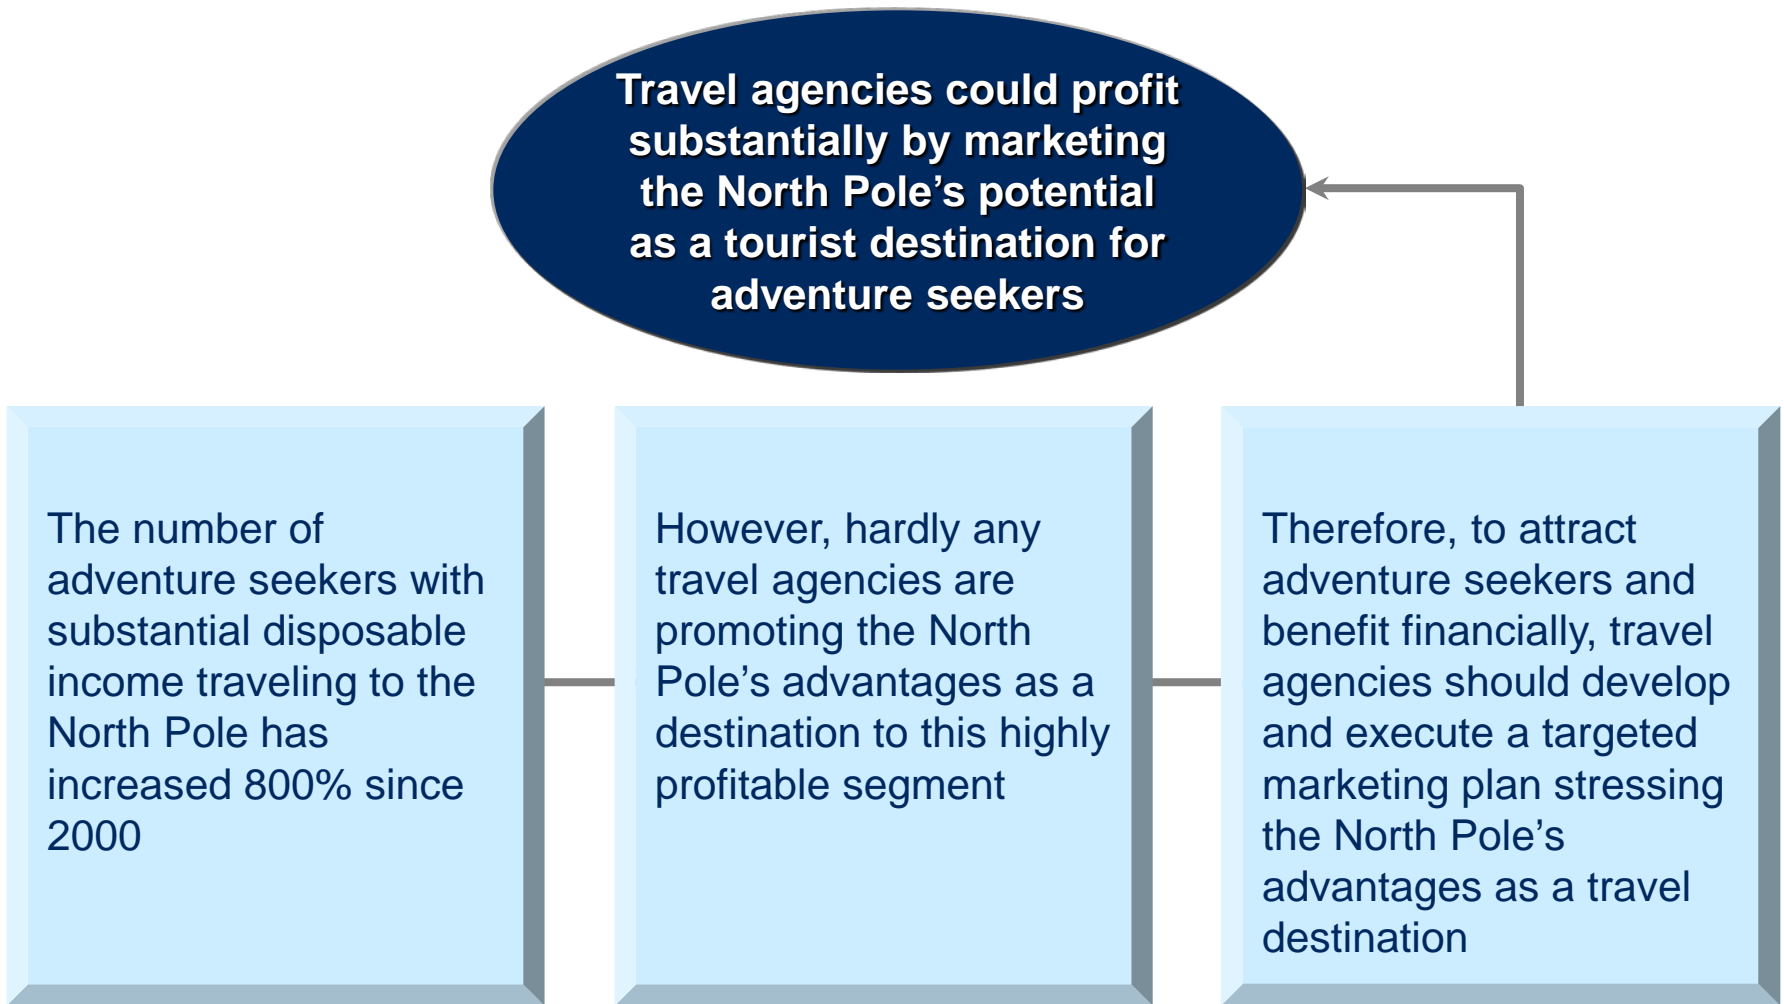 Travel agencies could profit
substantially by marketing
the North Pole’s potential
as a tourist destination for
adventure seekers
The number of
adventure seekers with
substantial disposable
income traveling to the
North Pole has
increased 800% since
2000
However, hardly any
travel agencies are
promoting the North
Pole’s advantages as a
destination to this highly
profitable segment
Therefore, to attract
adventure seekers and
benefit financially, travel
agencies should develop
and execute a targeted
marketing plan stressing
the North Pole’s
advantages as a travel
destination